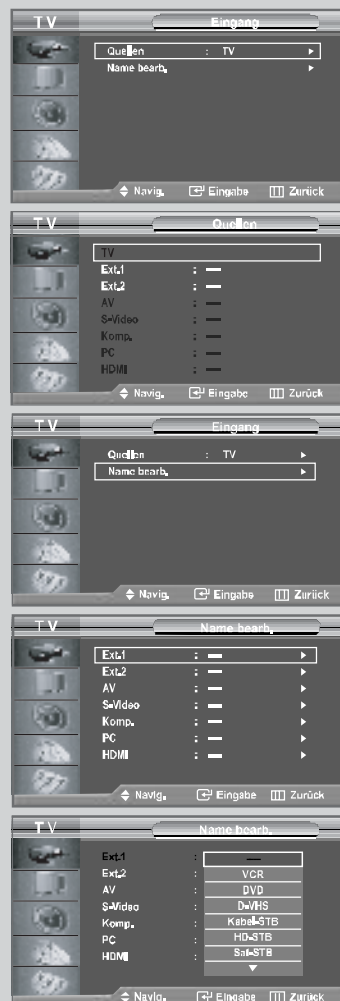 TV Eingang
Quellen : TV ►
Name bearb. ►
Navig. Eingabe Zurück
TV Quellen
TV
Ext.1 : —
Ext.2 : —
AV : —
S-Video : —
Komp. : —
PC : —
HDMI : —
Navig. Eingabe Zurück
TV Eingang
Quellen : TV ►
Name bearb. ►
Navig. Eingabe Zurück
TV Name bearb.
Ext.1 : — ►
Ext.2 : — ►
AV : — ►
S-Video : — ►
Komp. : — ►
PC : — ►
HDMI : — ►
Navig. Eingabe Zurück
TV Name bearb.
Ext.1 : —
Ext.2 : VCR
AV : DVD
S-Video : D-VHS
Komp. : Kabel-STB
PC : HD-STB
HDMI : Sat-STB
▼
Navig. Eingabe Zurück